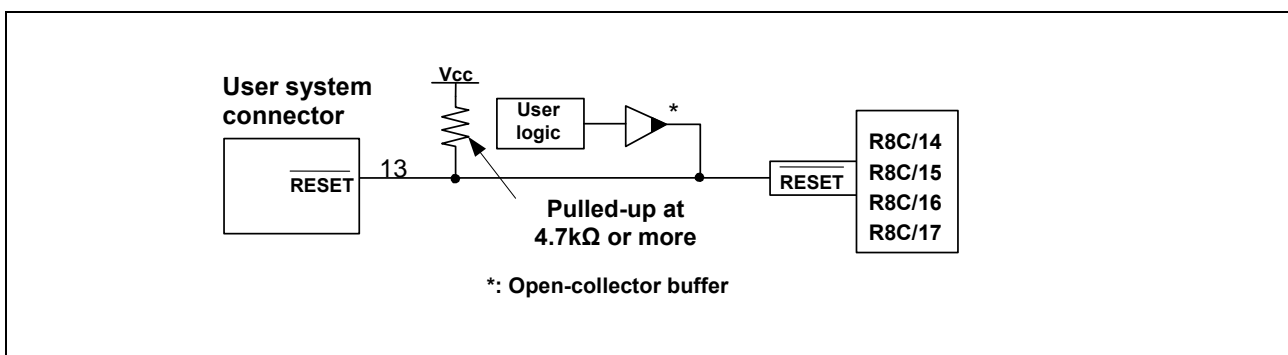 User system
connector
RESET
13
Vcc
Pulled-up at
4.7kΩ or more
User
logic
*
RESET
R8C/14
R8C/15
R8C/16
R8C/17
*: Open-collector buffer